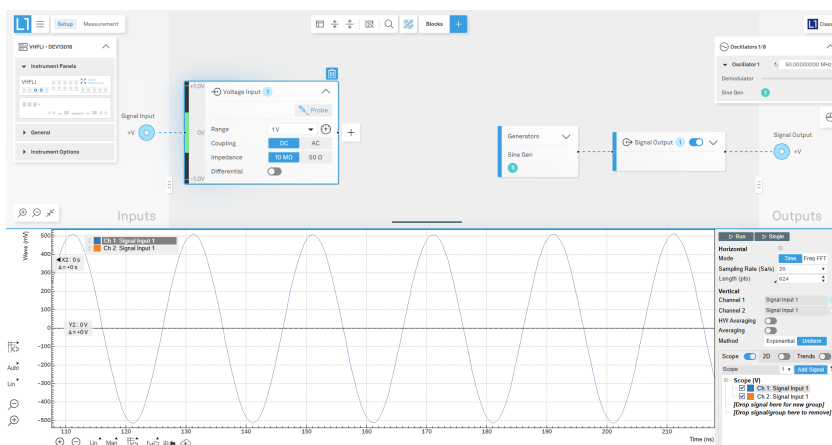 Setup Measurement
Blocks +
Class
VHFLI - DEV13018
Instrument Panels
VHFLI
General
Instrument Options
Signal Input
+V
+1.0V
0V
-1.0V
Voltage Input 1
Probe
Range 1 V
Coupling DC AC
Impedance 10 MΩ 50 Ω
Differential
+
Generators
Sine Gen
1
Signal Output 1
Signal Output
+V
Oscillators 1/8
Oscillator 1 50.00000000 MHz
Demodulator
Sine Gen 1
Inputs
Outputs
Wave (mV)
500
400
300
200
100
0
-100
-200
-300
-400
-500
Ch 1: Signal Input 1
Ch 2: Signal Input 1
X2: 0 s
Δ=+0 s
Y2: 0 V
Δ=+0V
Auto
Lin
110 120 130 140 150 160 170 180 190 200 210
Time (ns)
Lin Man
Run Single
Horizontal
Mode Time Freq FFT
Sampling Rate (Sa/s) 2G
Length (pts) 624
Vertical
Channel 1 Signal Input 1
Channel 2 Signal Input 1
HW Averaging
Averaging
Method Exponential Uniform
Scope 2D Trends
Scope 1 Add Signal
Scope (V)
Ch 1: Signal Input 1
Ch 2: Signal Input 1
[Drop signal here for new group]
[Drop signal/group here to remove]